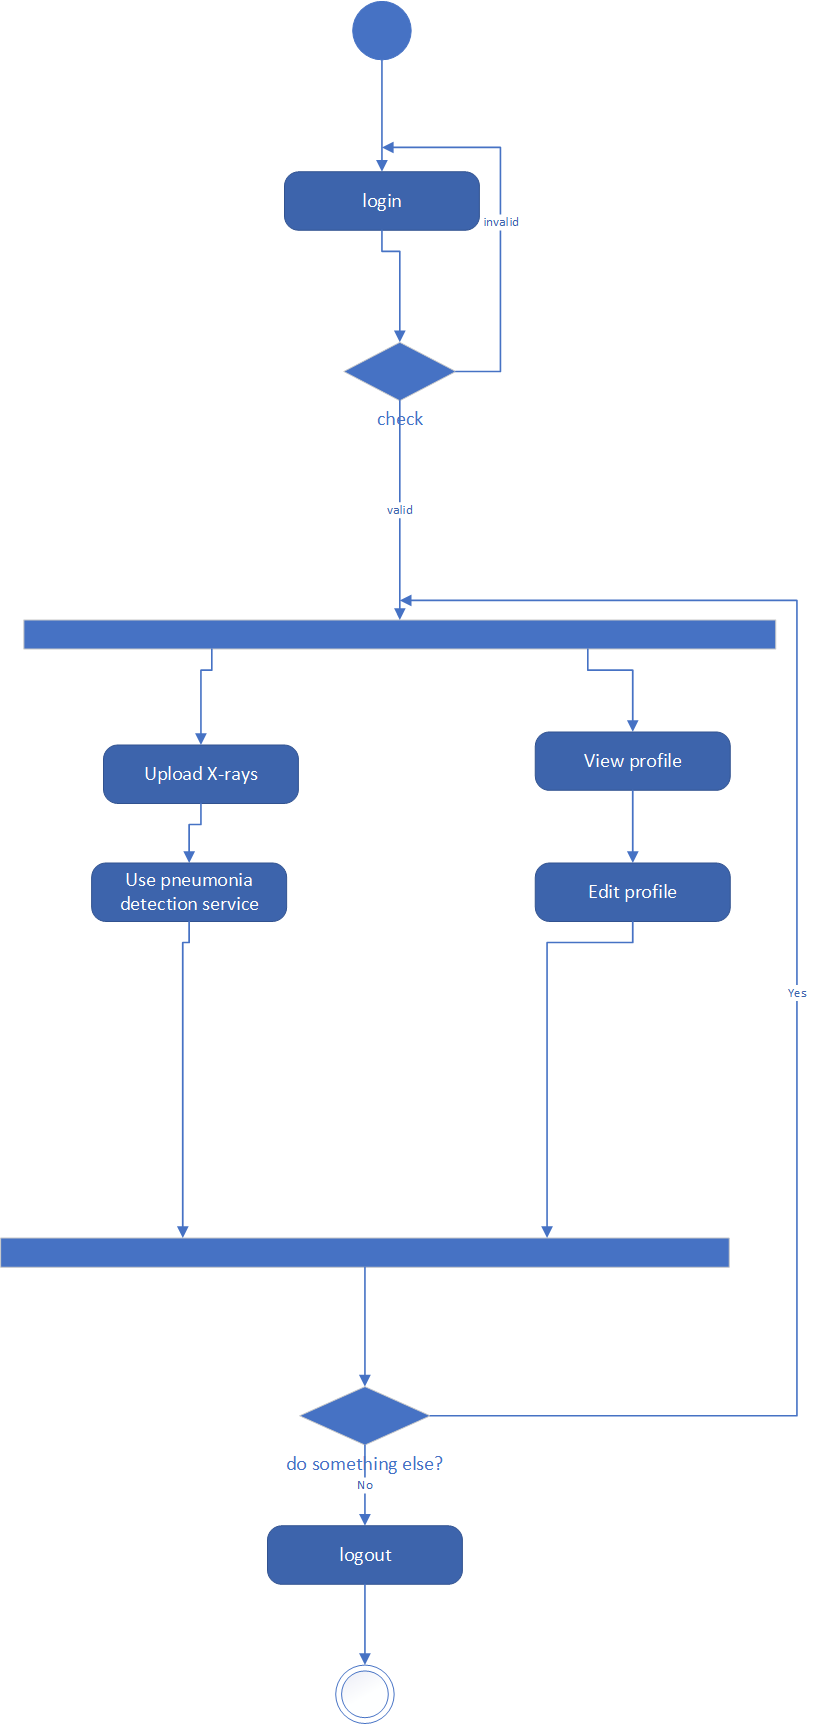 login
invalid
check
valid
Upload X-rays
View profile
Use pneumonia
detection service
Edit profile
Yes
do something else?
No
logout